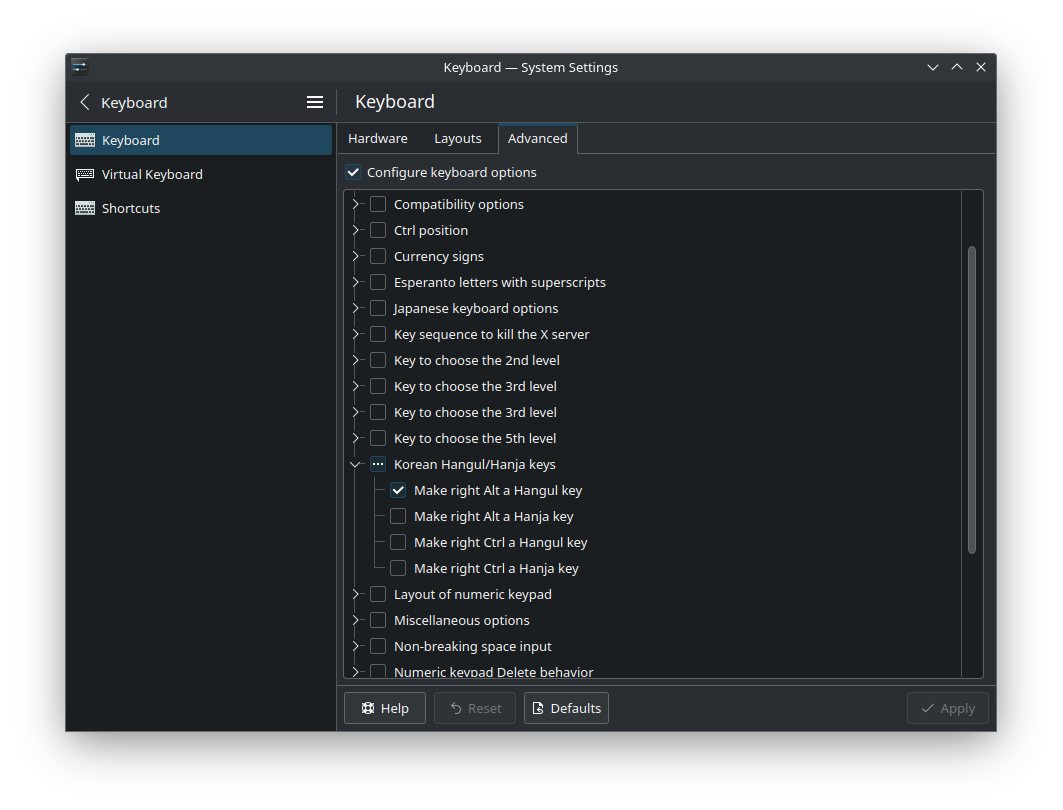 Keyboard — System Settings
Keyboard
Keyboard
Virtual Keyboard
Shortcuts
Keyboard
Hardware Layouts Advanced
Configure keyboard options
Compatibility options
Ctrl position
Currency signs
Esperanto letters with superscripts
Japanese keyboard options
Key sequence to kill the X server
Key to choose the 2nd level
Key to choose the 3rd level
Key to choose the 3rd level
Key to choose the 5th level
Korean Hangul/Hanja keys
Make right Alt a Hangul key
Make right Alt a Hanja key
Make right Ctrl a Hangul key
Make right Ctrl a Hanja key
Layout of numeric keypad
Miscellaneous options
Non-breaking space input
Numeric keypad Delete behavior
Help Reset Defaults Apply